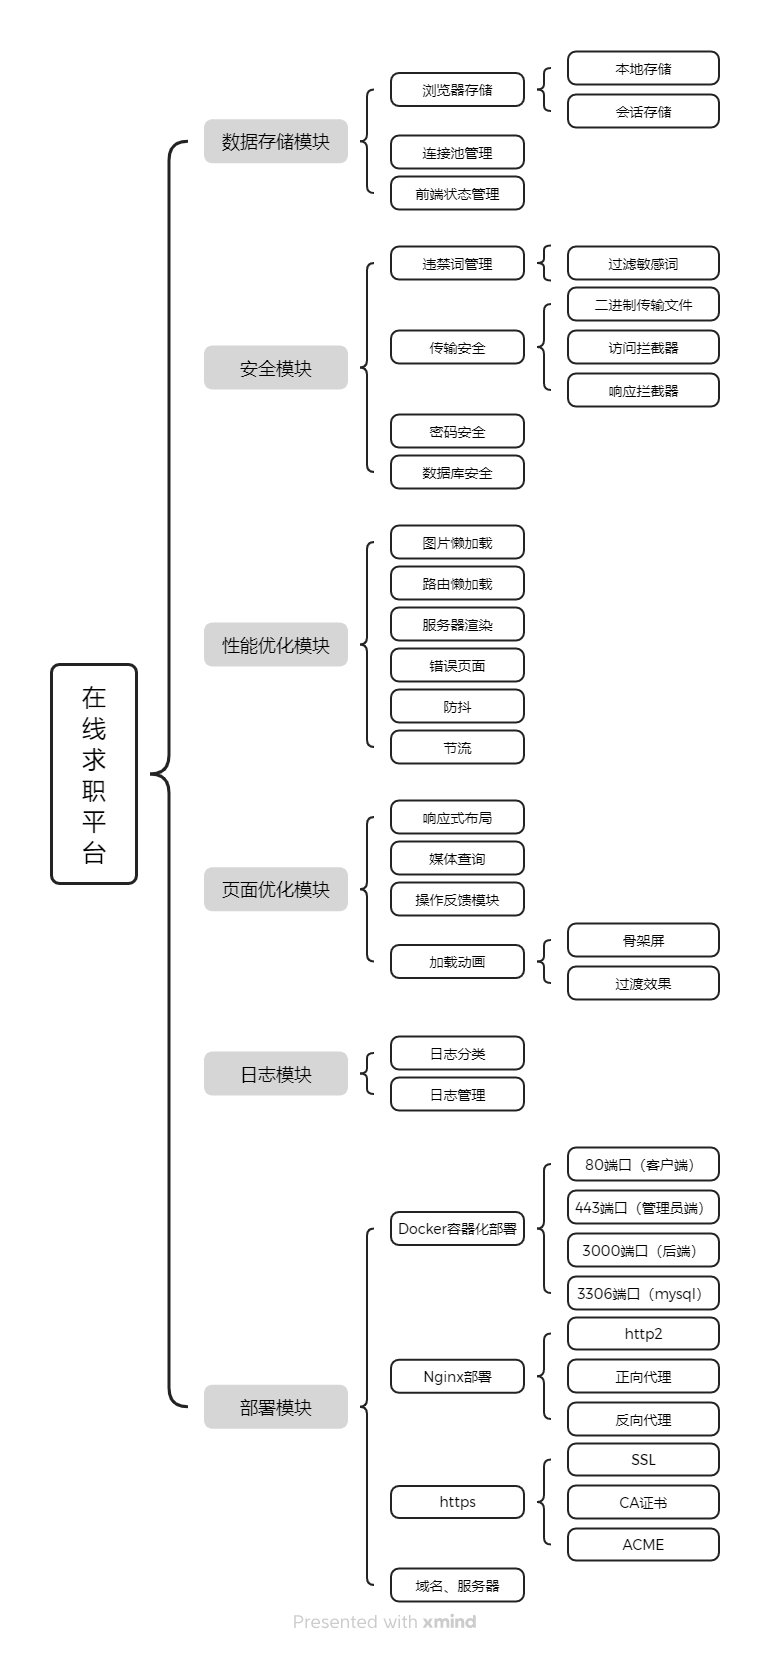 在线求职平台
数据存储模块
浏览器存储
本地存储
会话存储
连接池管理
前端状态管理
安全模块
违禁词管理
过滤敏感词
传输安全
二进制传输文件
访问拦截器
响应拦截器
密码安全
数据库安全
性能优化模块
图片懒加载
路由懒加载
服务器渲染
错误页面
防抖
节流
页面优化模块
响应式布局
媒体查询
操作反馈模块
加载动画
骨架屏
过渡效果
日志模块
日志分类
日志管理
部署模块
Docker容器化部署
80端口（客户端）
443端口（管理员端）
3000端口（后端）
3306端口（mysql）
Nginx部署
http2
正向代理
反向代理
https
SSL
CA证书
ACME
域名、服务器
Presented with xmind